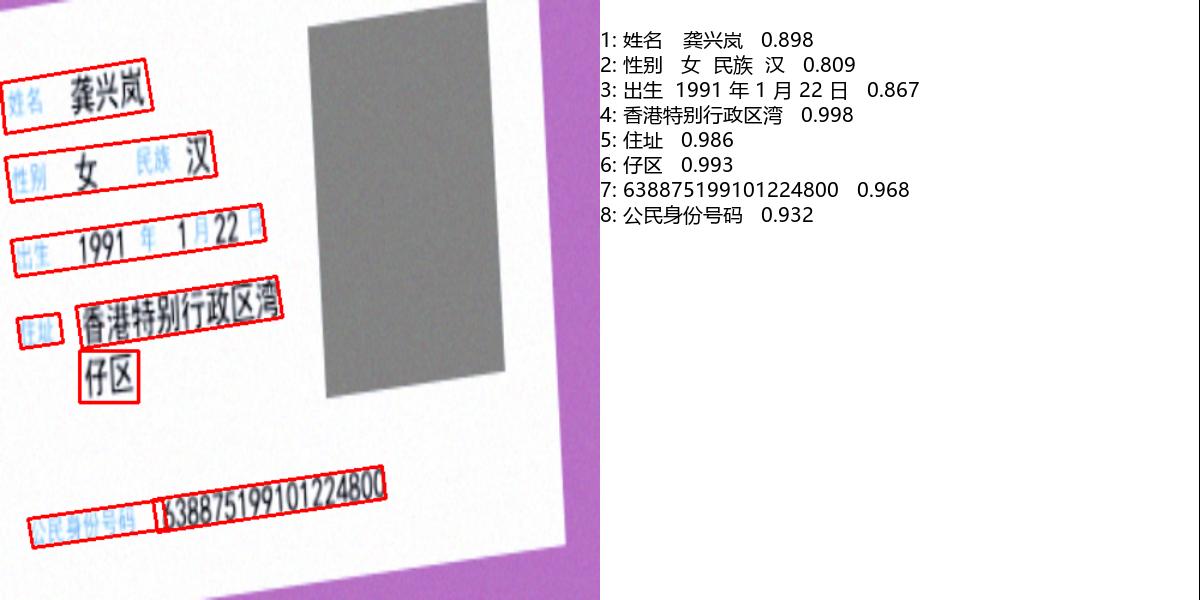 姓名 龚兴岚
性别 女 民族 汉
出生 1991 年 1 月 22 日
住址 香港特别行政区湾
仔区
公民身份号码 638875199101224800
1: 姓名 龚兴岚 0.898
2: 性别 女 民族 汉 0.809
3: 出生 1991 年 1 月 22 日 0.867
4: 香港特别行政区湾 0.998
5: 住址 0.986
6: 仔区 0.993
7: 638875199101224800 0.968
8: 公民身份号码 0.932